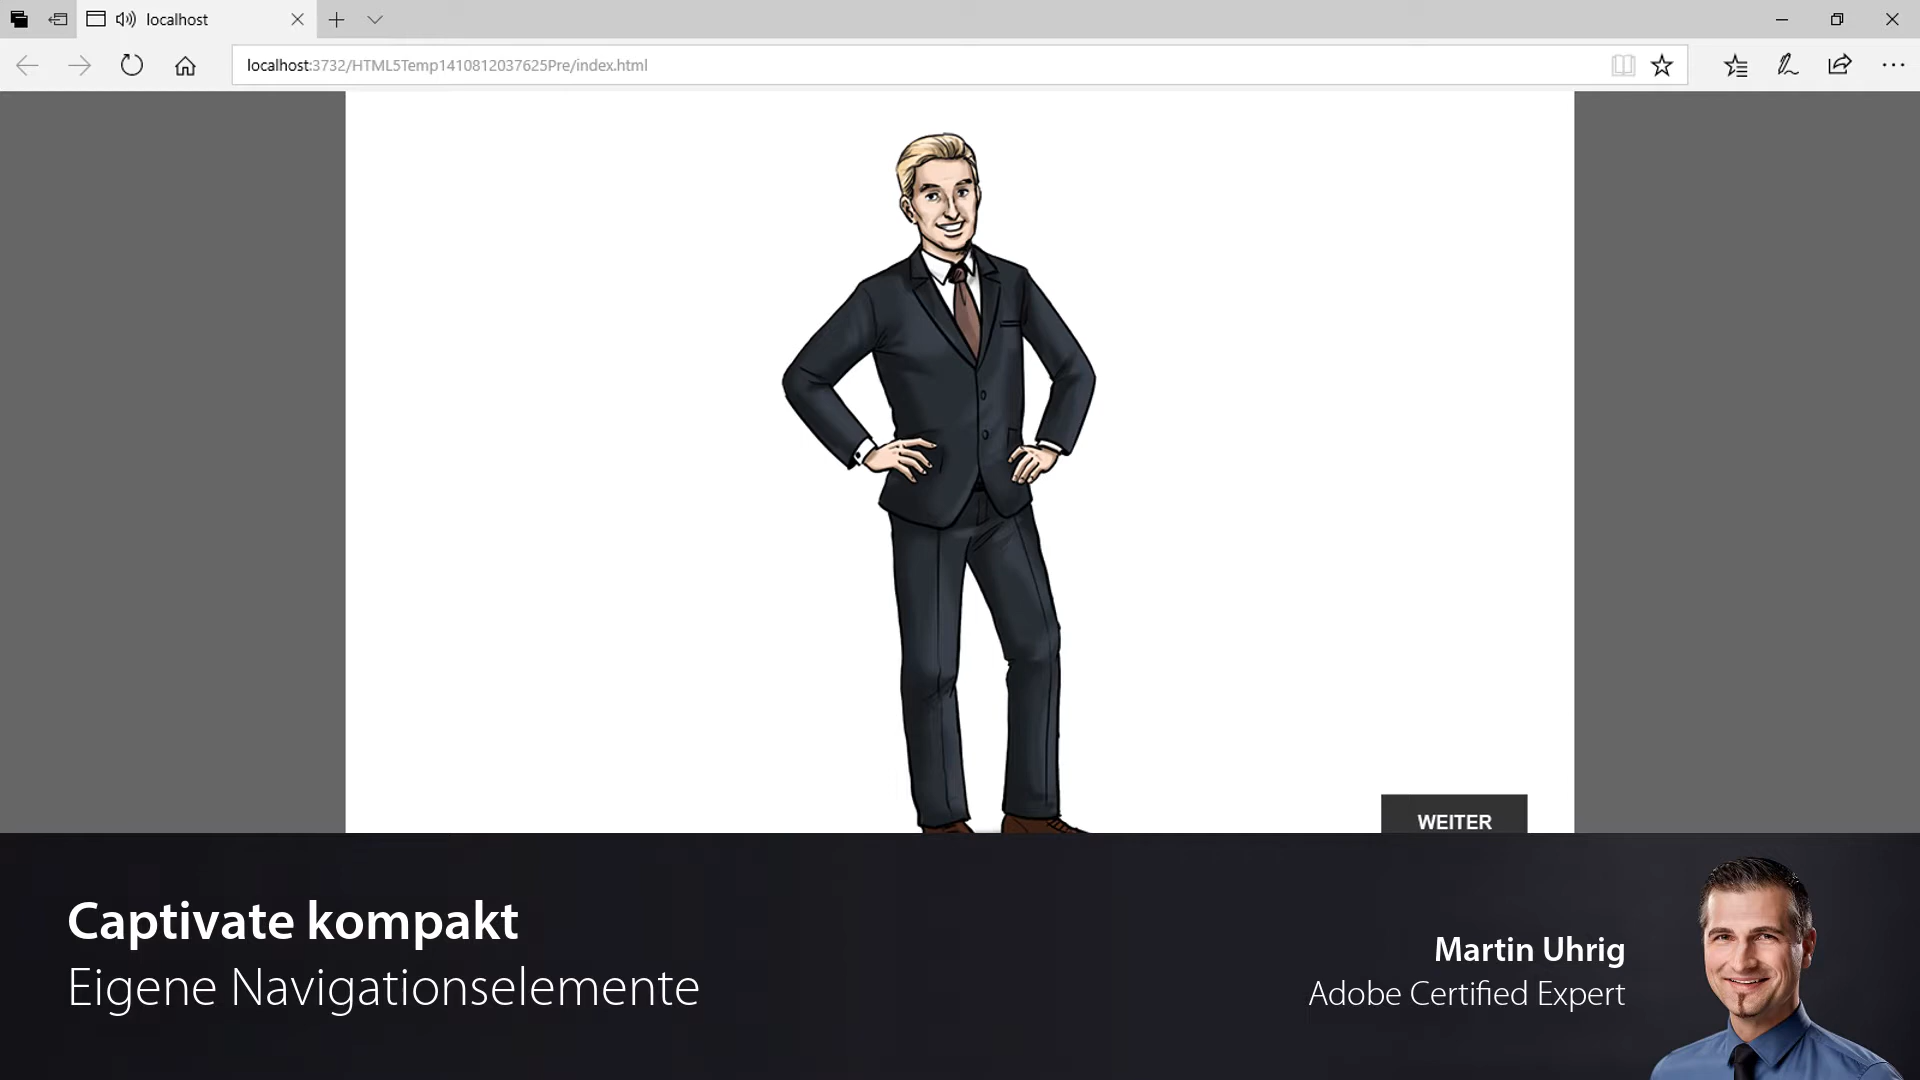 localhost
localhost:3732/HTML5Temp1410812037625Pre/index.html
WEITER
Captivate kompakt
Eigene Navigationselemente
Martin Uhrig
Adobe Certified Expert